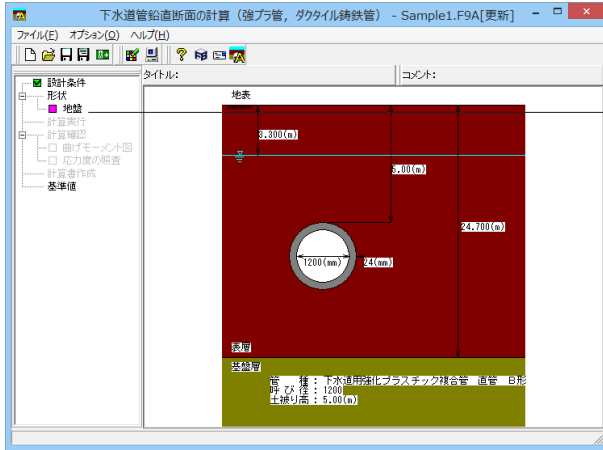 下水道管鉛直断面の計算（強プラ管，ダクタイル鋳鉄管） - Sample1.F9A[更新]
ファイル(F) オプション(O) ヘルプ(H)
タイトル:
コメント:
設計条件
形状
地盤
計算実行
計算確認
曲げモーメント図
応力度の照査
計算書作成
基準値
地表
3.300(m)
5.00(m)
24.700(m)
1200(mm)
24(mm)
表層
基盤層
管　種：下水道用強化プラスチック複合管　直管　B形
呼び径：1200
土被り高：5.00(m)